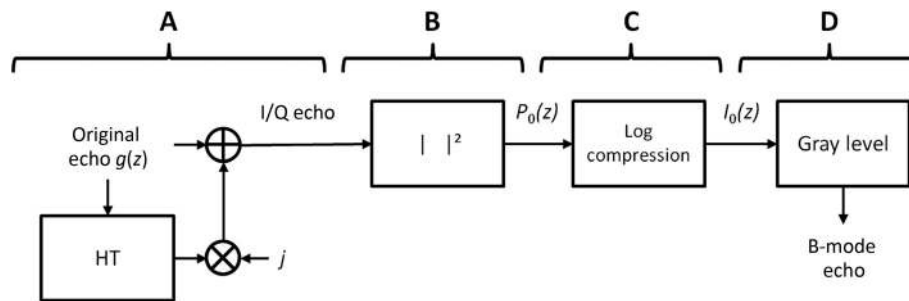 A
B
C
D
Original
echo g(z)
I/Q echo
HT
j
| |²
P₀(z)
Log
compression
I₀(z)
Gray level
B-mode
echo